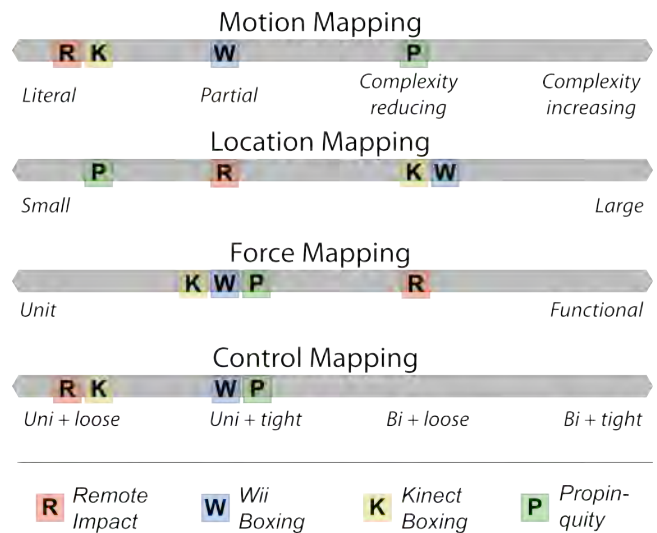 Motion Mapping
R K W P
Literal Partial Complexity reducing Complexity increasing
Location Mapping
P R K W
Small Large
Force Mapping
K W P R
Unit Functional
Control Mapping
R K W P
Uni + loose Uni + tight Bi + loose Bi + tight
R Remote Impact W Wii Boxing K Kinect Boxing P Propin-quity